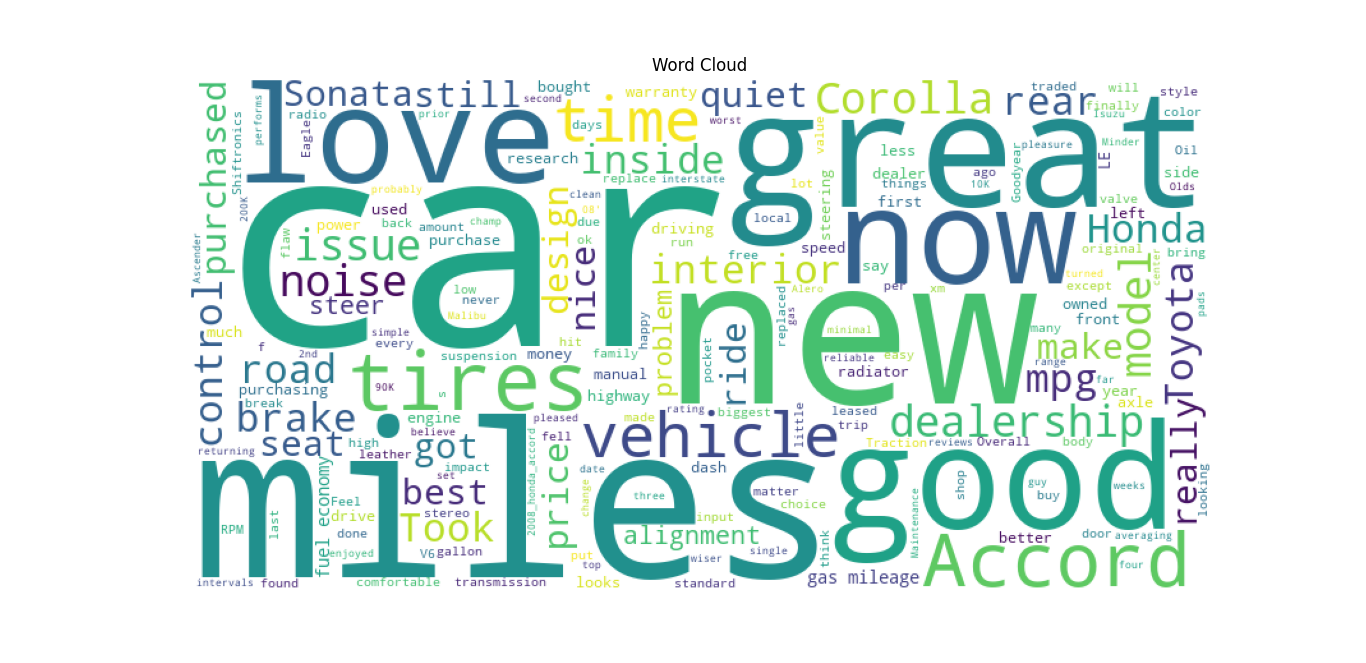 Word Cloud
car
miles
new
great
good
love
now
vehicle
tires
time
Accord
Sonata
still
quiet
Corolla
rear
inside
interior
Honda
Toyota
really
model
make
mpg
dealership
purchased
control
issue
noise
steer
design
nice
road
brake
seat
got
best
Took
price
problem
ride
alignment
gas mileage
fuel economy
bought
second
warranty
worst
traded
will
finally
Isuzu
style
color
radio
prior
days
research
performs
Shiftronics
Eagle
200K
replace
interstate
value
less
dealer
things
first
ago
10K
Goodyear
pleasure
Minder
LE
Oil
side
Olds
valve
left
original
bring
center
probably
power
used
back
amount
champ
purchase
flaw
low
never
Malibu
clean
08'
due
ok
lot
local
steering
driving
run
free
speed
say
per
xm
Alero
turned
except
owned
front
pads
Ascender
much
f
2nd
simple
every
suspension
money
hit
happy
family
manual
highway
pocket
replaced
gas
minimal
reliable
easy
radiator
many
range
far
year
axle
purchasing
break
returning
90K
s
engine
believe
high
leather
impact
set
pleased
fell
made
rating
biggest
little
leased
trip
Traction
reviews
Overall
body
looking
RPM
last
Feel
drive
done
enjoyed
stereo
V6
gallon
2008_honda_accord
date
change
three
dash
matter
choice
input
single
wiser
put
top
looks
standard
think
Maintenance
shop
guy
buy
weeks
better
door
averaging
four
intervals
found
comfortable
transmission